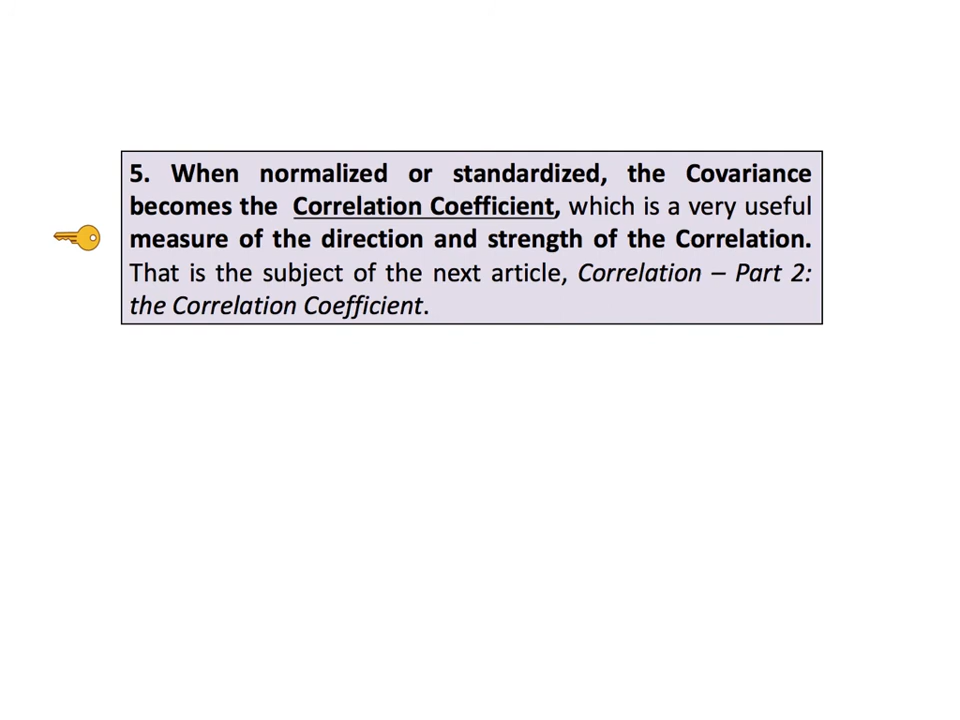 5. When normalized or standardized, the Covariance
becomes the Correlation Coefficient, which is a very useful
measure of the direction and strength of the Correlation.
That is the subject of the next article, Correlation – Part 2:
the Correlation Coefficient.